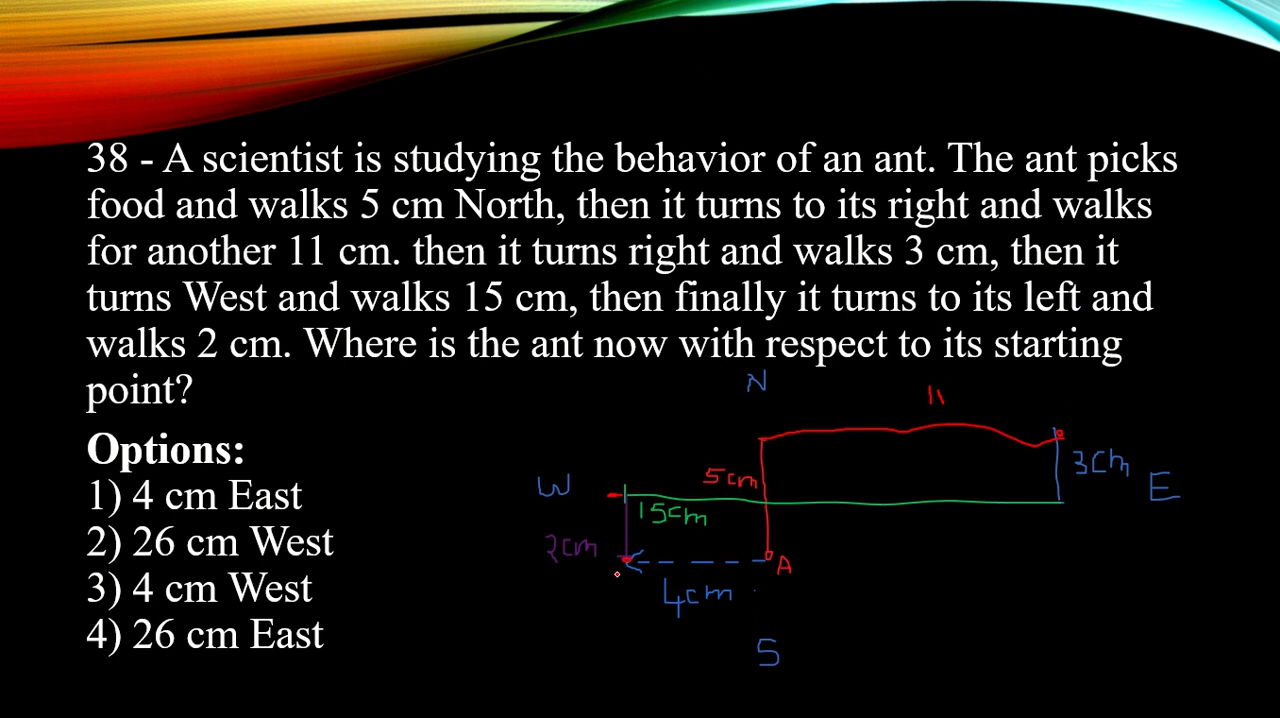 38 - A scientist is studying the behavior of an ant. The ant picks
food and walks 5 cm North, then it turns to its right and walks
for another 11 cm. then it turns right and walks 3 cm, then it
turns West and walks 15 cm, then finally it turns to its left and
walks 2 cm. Where is the ant now with respect to its starting
point?
Options:
1) 4 cm East
2) 26 cm West
3) 4 cm West
4) 26 cm East
N
11
3cm
5cm
W
E
15cm
2cm
A
4cm
S